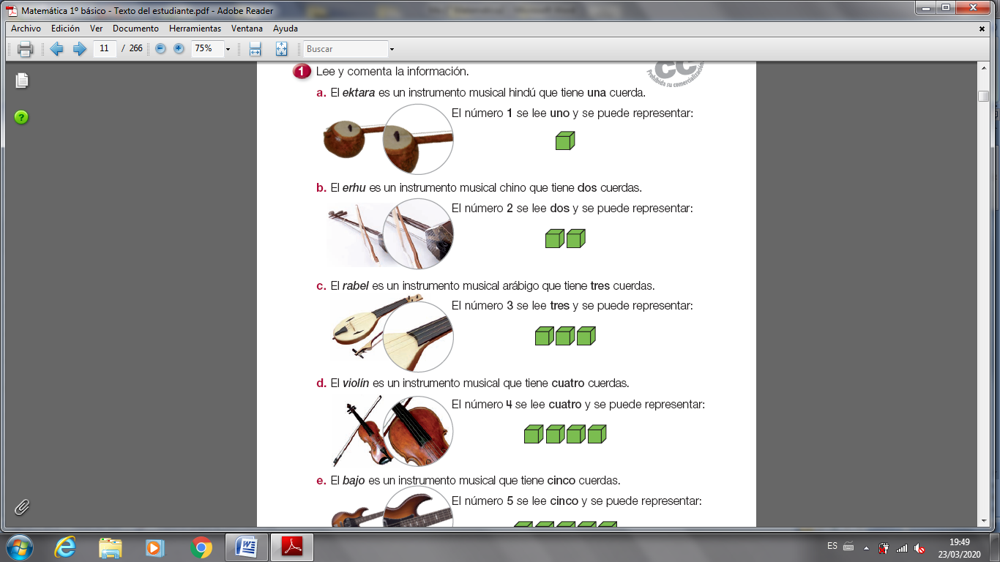 Matemática 1º básico - Texto del estudiante.pdf - Adobe Reader
Archivo Edición Ver Documento Herramientas Ventana Ayuda
11 / 266 75% Buscar
1 Lee y comenta la información.
CC
Prohibida su comercialización
a. El ektara es un instrumento musical hindú que tiene una cuerda.
El número 1 se lee uno y se puede representar:
b. El erhu es un instrumento musical chino que tiene dos cuerdas.
El número 2 se lee dos y se puede representar:
c. El rabel es un instrumento musical arábigo que tiene tres cuerdas.
El número 3 se lee tres y se puede representar:
d. El violín es un instrumento musical que tiene cuatro cuerdas.
El número 4 se lee cuatro y se puede representar:
e. El bajo es un instrumento musical que tiene cinco cuerdas.
El número 5 se lee cinco y se puede representar:
ES 19:49
23/03/2020